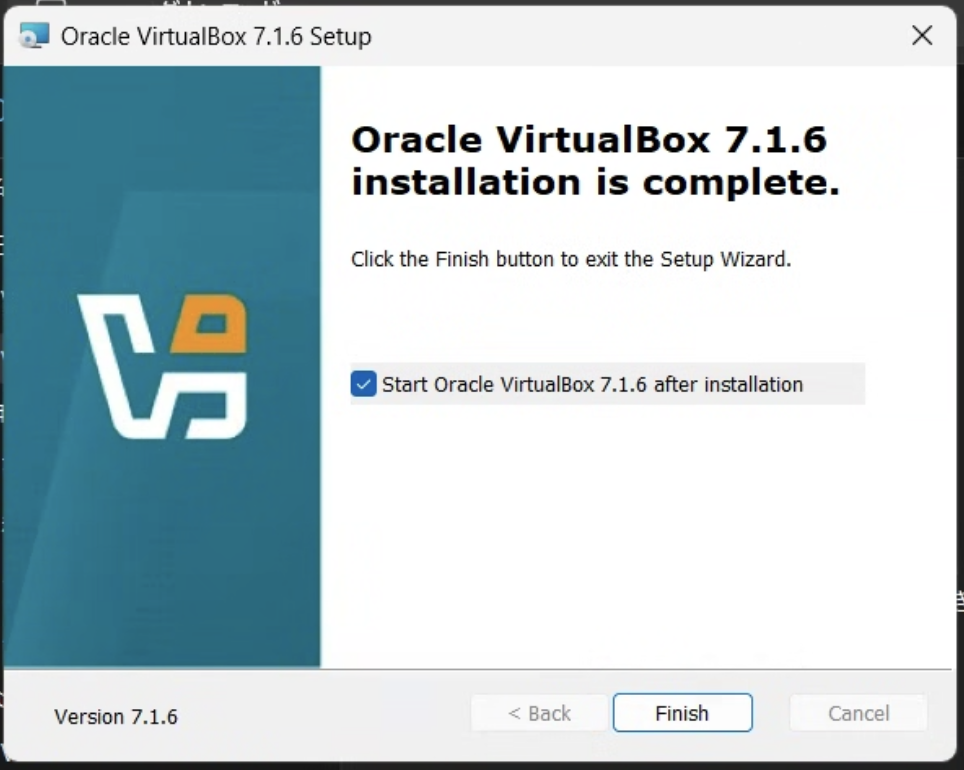 Oracle VirtualBox 7.1.6 Setup
Oracle VirtualBox 7.1.6
installation is complete.
Click the Finish button to exit the Setup Wizard.
Start Oracle VirtualBox 7.1.6 after installation
Version 7.1.6
< Back
Finish
Cancel